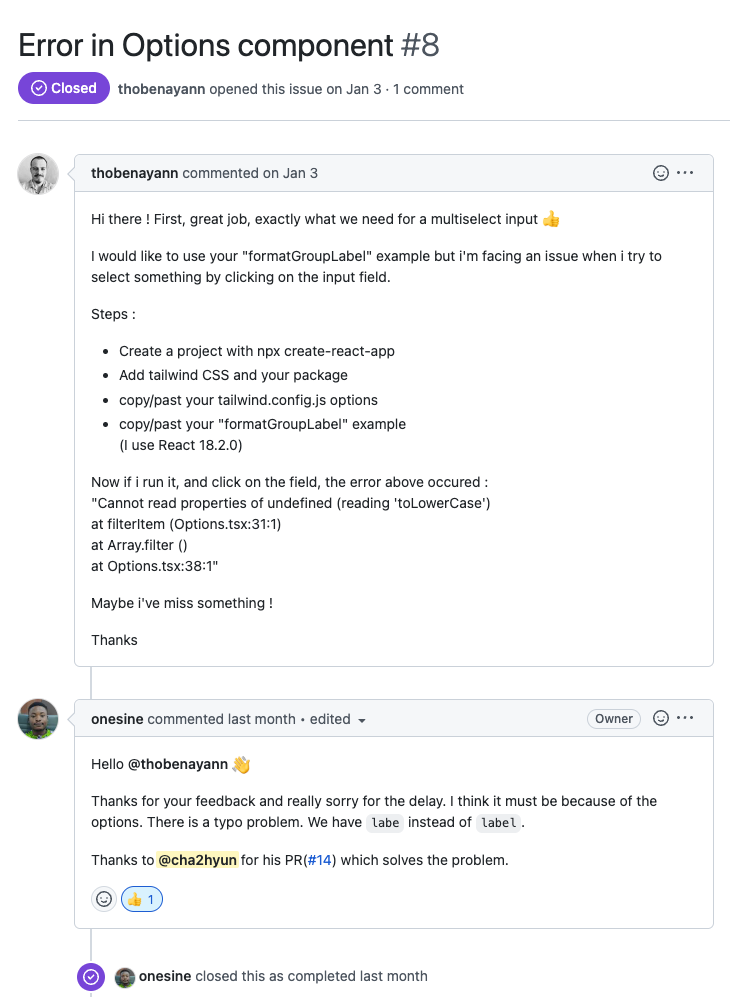 Error in Options component #8
Closed
thobenayann opened this issue on Jan 3 · 1 comment
thobenayann commented on Jan 3
Hi there ! First, great job, exactly what we need for a multiselect input 👍
I would like to use your "formatGroupLabel" example but i'm facing an issue when i try to
select something by clicking on the input field.
Steps :
• Create a project with npx create-react-app
• Add tailwind CSS and your package
• copy/past your tailwind.config.js options
• copy/past your "formatGroupLabel" example
(I use React 18.2.0)
Now if i run it, and click on the field, the error above occured :
"Cannot read properties of undefined (reading 'toLowerCase')
at filterItem (Options.tsx:31:1)
at Array.filter ()
at Options.tsx:38:1"
Maybe i've miss something !
Thanks
onesine commented last month • edited
Owner
Hello @thobenayann 👋
Thanks for your feedback and really sorry for the delay. I think it must be because of the
options. There is a typo problem. We have labe instead of label.
Thanks to @cha2hyun for his PR(#14) which solves the problem.
👍 1
onesine closed this as completed last month